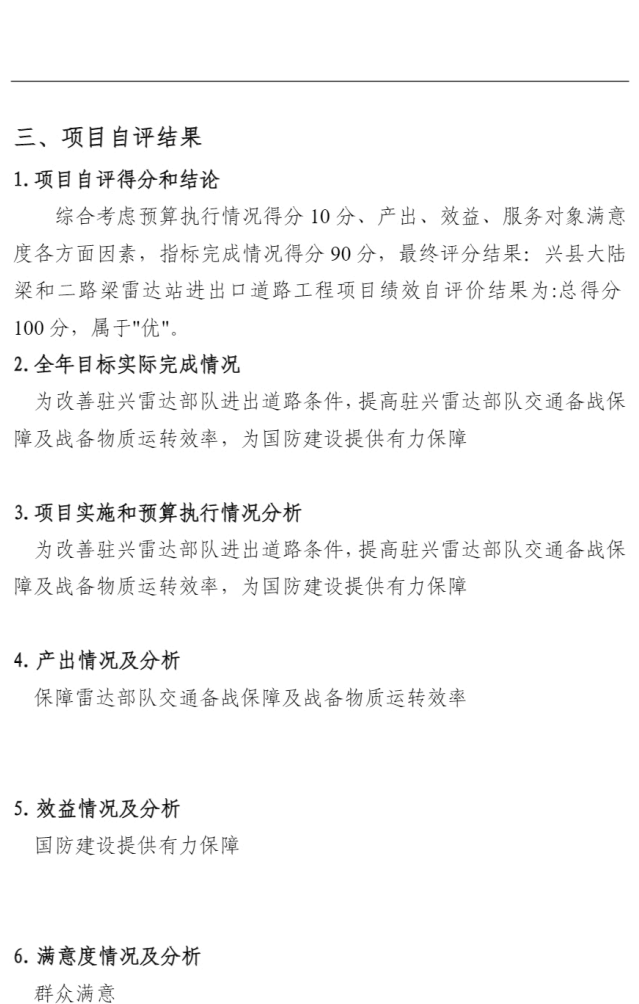 三、项目自评结果
1. 项目自评得分和结论
综合考虑预算执行情况得分 10 分、产出、效益、服务对象满意
度各方面因素，指标完成情况得分 90 分，最终评分结果：兴县大陆
梁和二路梁雷达站进出口道路工程项目绩效自评价结果为:总得分
100 分，属于"优"。
2. 全年目标实际完成情况
为改善驻兴雷达部队进出道路条件，提高驻兴雷达部队交通备战保
障及战备物质运转效率，为国防建设提供有力保障
3. 项目实施和预算执行情况分析
为改善驻兴雷达部队进出道路条件，提高驻兴雷达部队交通备战保
障及战备物质运转效率，为国防建设提供有力保障
4. 产出情况及分析
保障雷达部队交通备战保障及战备物质运转效率
5. 效益情况及分析
国防建设提供有力保障
6. 满意度情况及分析
群众满意